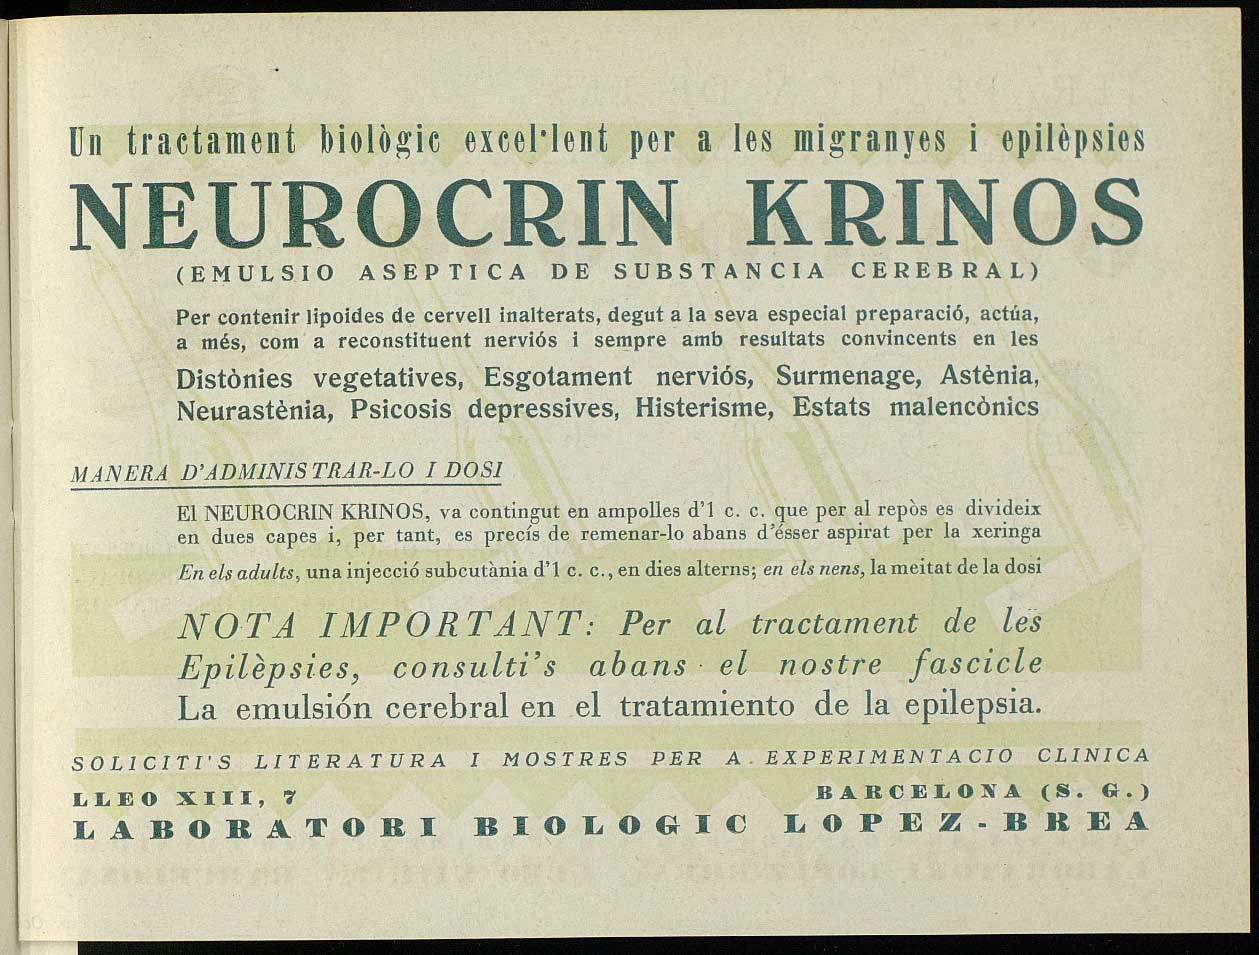 Un tractament biològic excel·lent per a les migranyes i epilèpsies
NEUROCRIN KRINOS
(EMULSIO ASEPTICA DE SUBSTANCIA CEREBRAL)
Per contenir lipoides de cervell inalterats, degut a la seva especial preparació, actúa,
a més, com a reconstituent nerviós i sempre amb resultats convincents en les
Distònies vegetatives, Esgotament nerviós, Surmenage, Astènia,
Neurastènia, Psicosis depressives, Histerisme, Estats malencònics
MANERA D'ADMINISTRAR-LO I DOSI
El NEUROCRIN KRINOS, va contingut en ampolles d'1 c. c. que per al repòs es divideix
en dues capes i, per tant, es precís de remenar-lo abans d'ésser aspirat per la xeringa
En els adults, una injecció subcutània d'1 c. c., en dies alterns; en els nens, la meitat de la dosi
NOTA IMPORTANT: Per al tractament de les
Epilèpsies, consulti's abans el nostre fascicle
La emulsión cerebral en el tratamiento de la epilepsia.
SOLICITI'S LITERATURA I MOSTRES PER A EXPERIMENTACIO CLINICA
LLEO XIII, 7 BARCELONA (S. G.)
LABORATORI BIOLOGIC LOPEZ-BREA